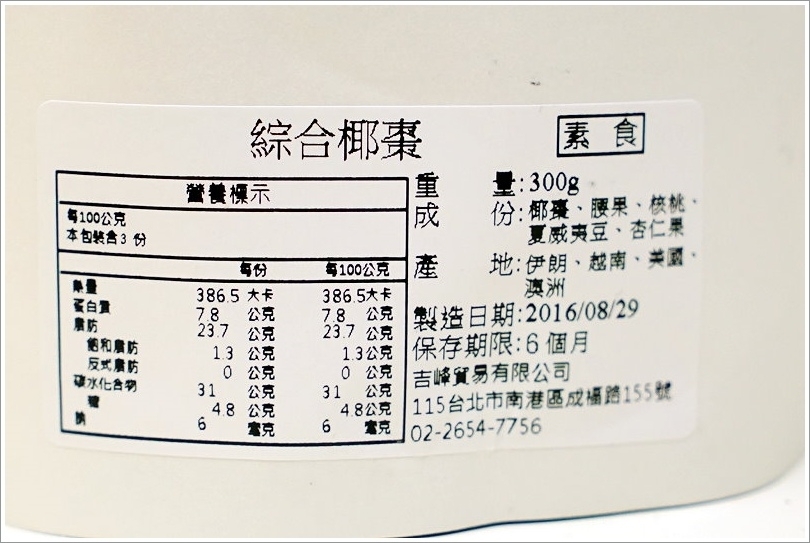 綜合椰棗
素 食
營養標示
每100公克
本包裝含3 份
每份 每100公克
熱量 386.5 大卡 386.5大卡
蛋白質 7.8 公克 7.8 公克
脂肪 23.7 公克 23.7 公克
飽和脂肪 1.3 公克 1.3公克
反式脂肪 0 公克 0 公克
碳水化合物 31 公克 31 公克
糖 4.8 公克 4.8公克
鈉 6 毫克 6 毫克
重 量:300g
成 份:椰棗、腰果、核桃、
夏威夷豆、杏仁果
產 地:伊朗、越南、美國、
澳洲
製造日期:2016/08/29
保存期限:6 個月
吉峰貿易有限公司
115台北市南港區成福路155號
02-2654-7756